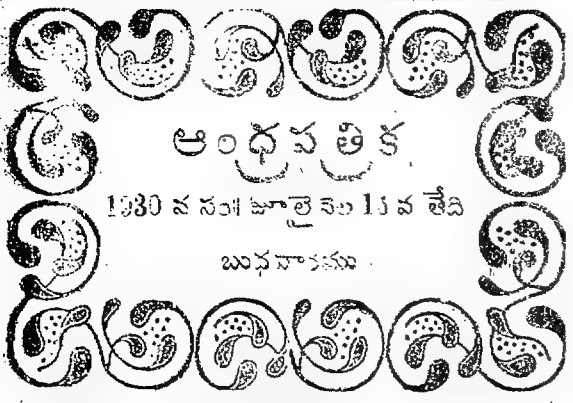 ఆంధ్రపత్రిక
1930 వ సం॥ జూలై నెల 16 వ తేది
బుధవారము